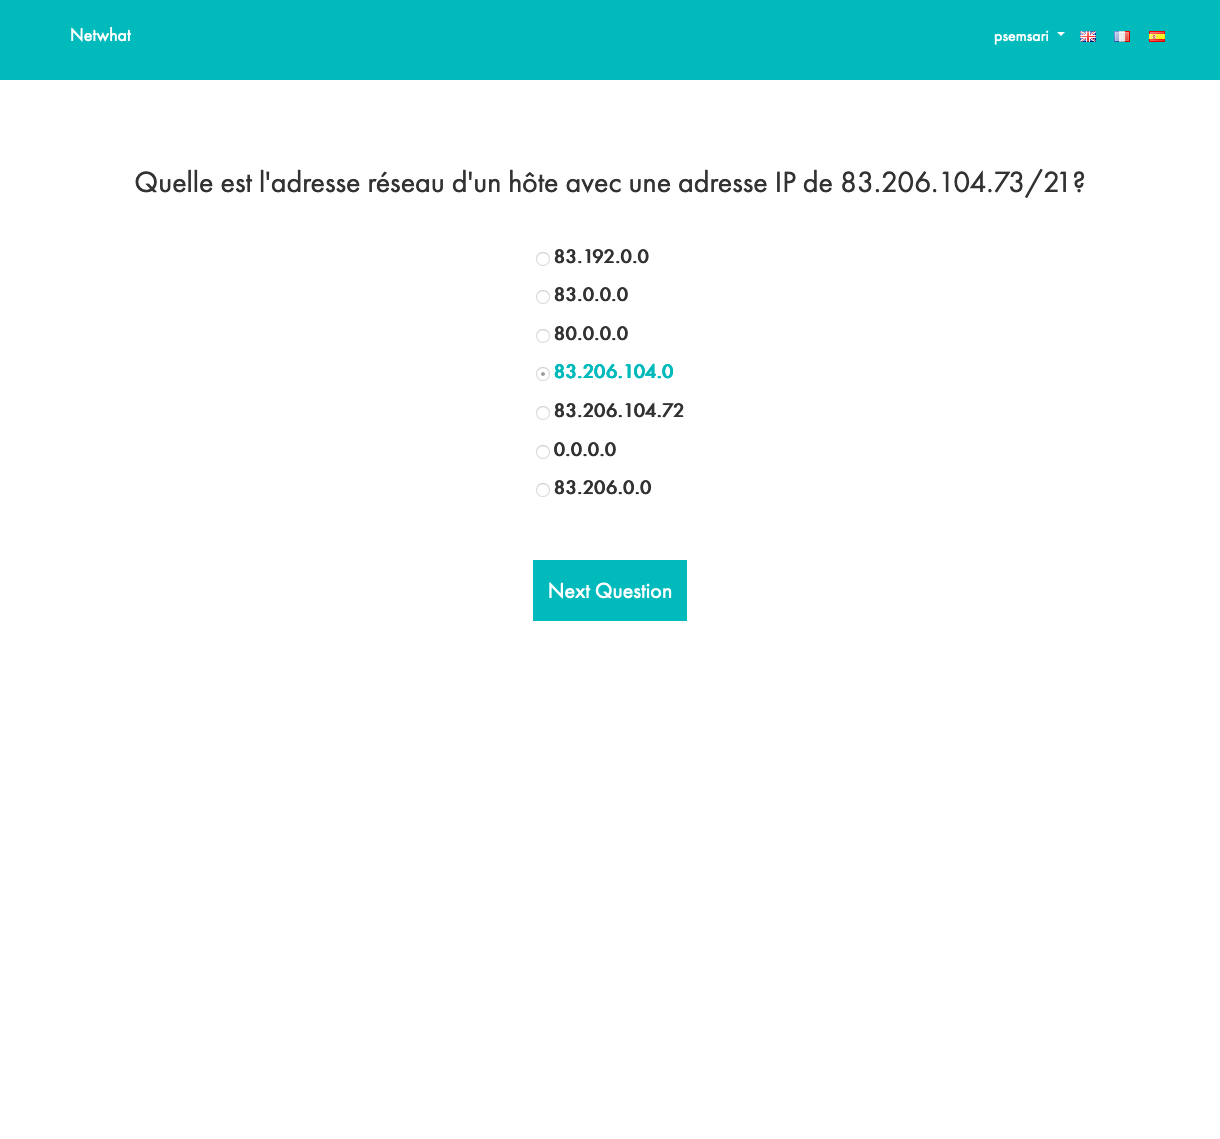 Netwhat
psemsari
Quelle est l'adresse réseau d'un hôte avec une adresse IP de 83.206.104.73/21?
83.192.0.0
83.0.0.0
80.0.0.0
83.206.104.0
83.206.104.72
0.0.0.0
83.206.0.0
Next Question